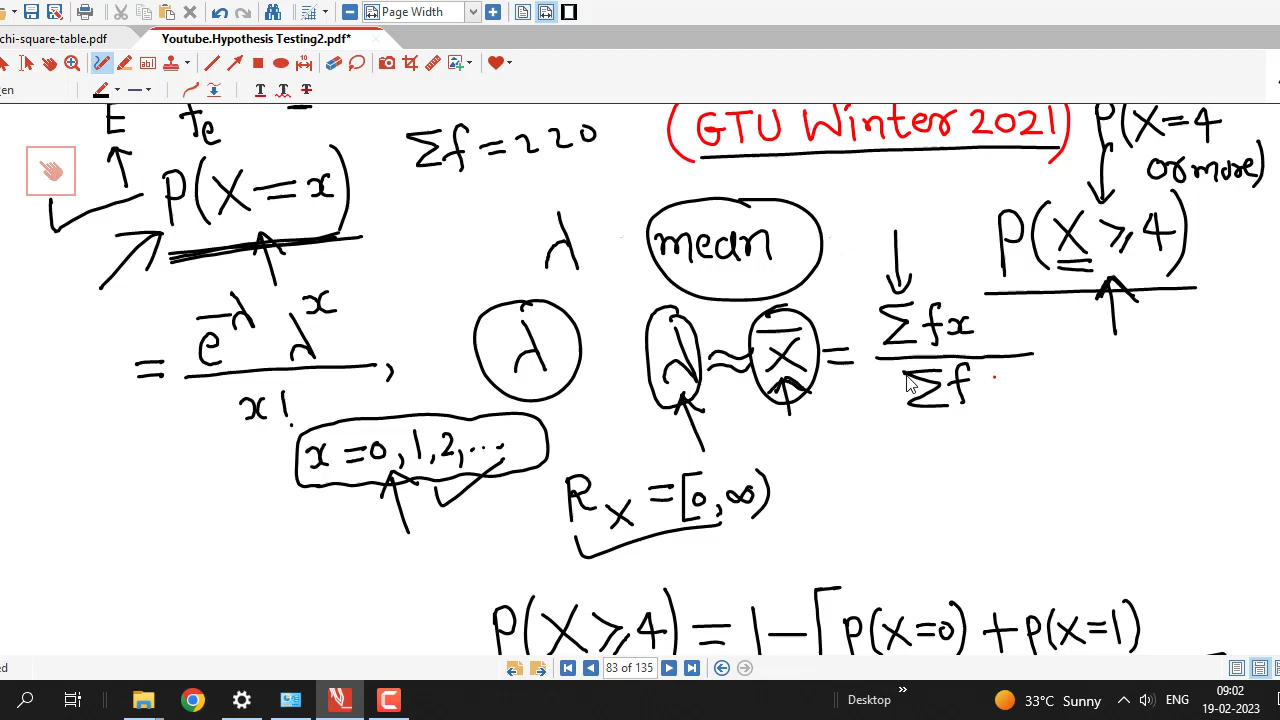 Page Width
chi-square-table.pdf
Youtube.Hypothesis Testing2.pdf*
en
E fe =
Σf = 220
(GTU Winter 2021)
P(X=4
or more)
P(X = x)
P(X ≥ 4)
λ mean
= e^-λ λ^x / x! ,
λ
λ ≈ x̄ = Σfx / Σf
x = 0, 1, 2, ...
R_X = [0, ∞)
P(X ≥ 4) = 1 − [ P(X=0) + P(X=1)
ed
83 of 135
Desktop
»
33°C Sunny
ENG
09:02
19-02-2023